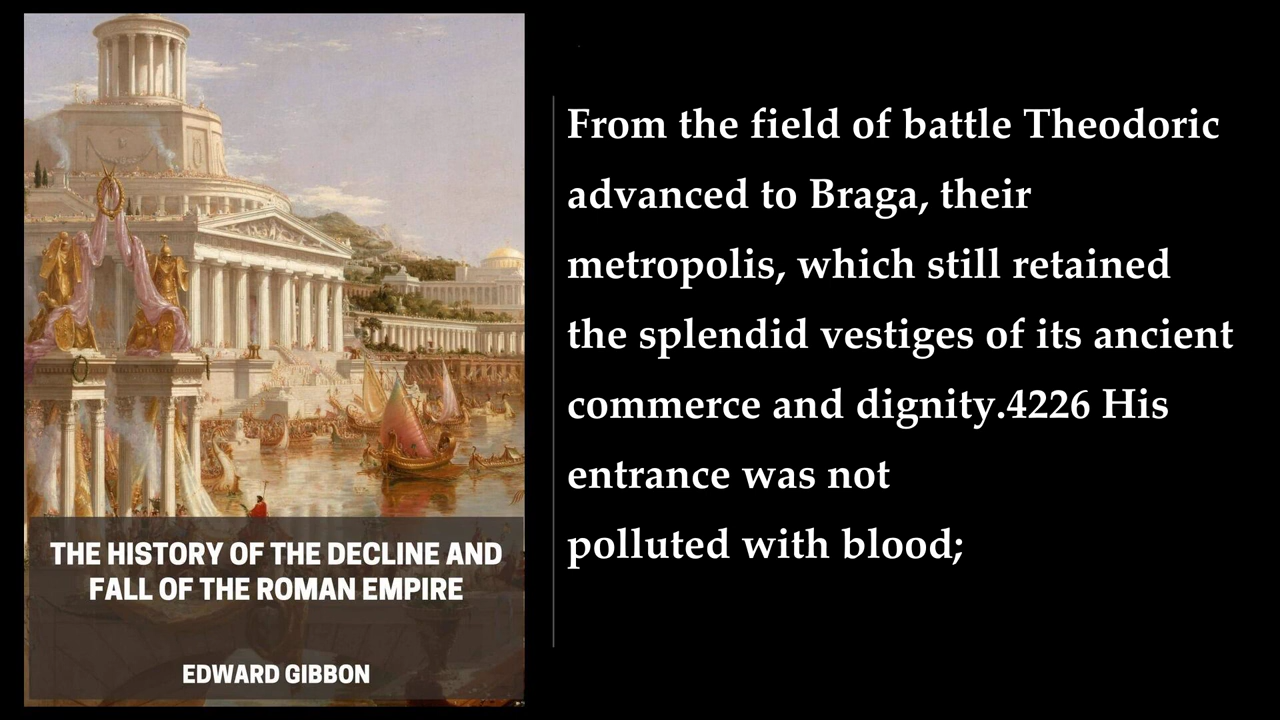 THE HISTORY OF THE DECLINE AND
FALL OF THE ROMAN EMPIRE
EDWARD GIBBON
From the field of battle Theodoric
advanced to Braga, their
metropolis, which still retained
the splendid vestiges of its ancient
commerce and dignity.4226 His
entrance was not
polluted with blood;